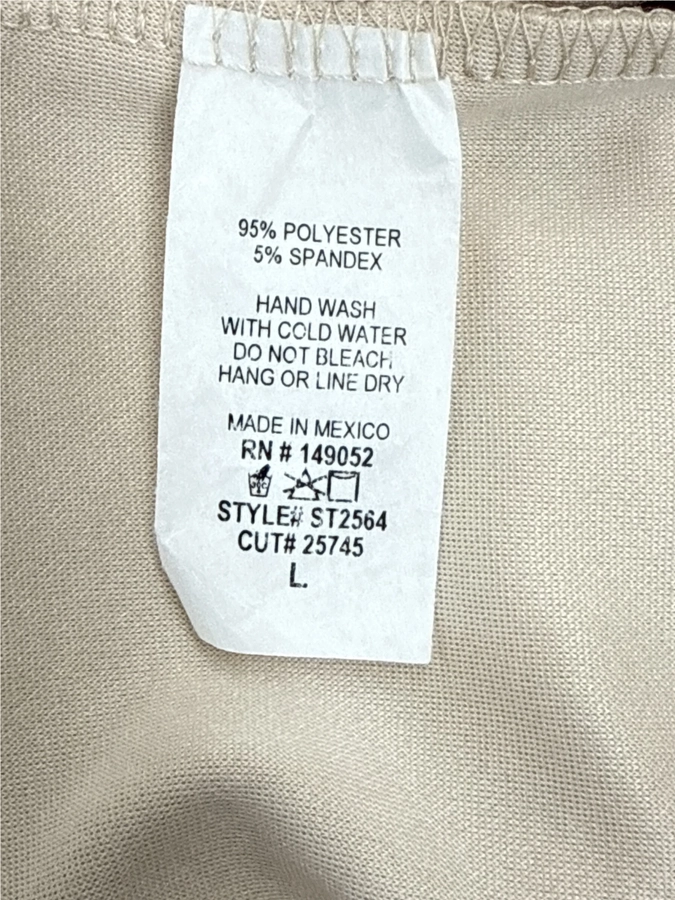 95% POLYESTER
5% SPANDEX
HAND WASH
WITH COLD WATER
DO NOT BLEACH
HANG OR LINE DRY
MADE IN MEXICO
RN # 149052
STYLE# ST2564
CUT# 25745
L